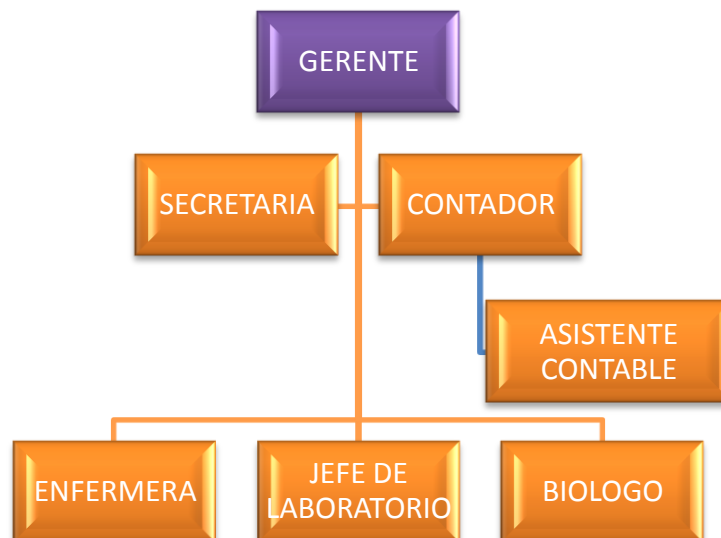 GERENTE
SECRETARIA
CONTADOR
ASISTENTE
CONTABLE
ENFERMERA
JEFE DE
LABORATORIO
BIOLOGO